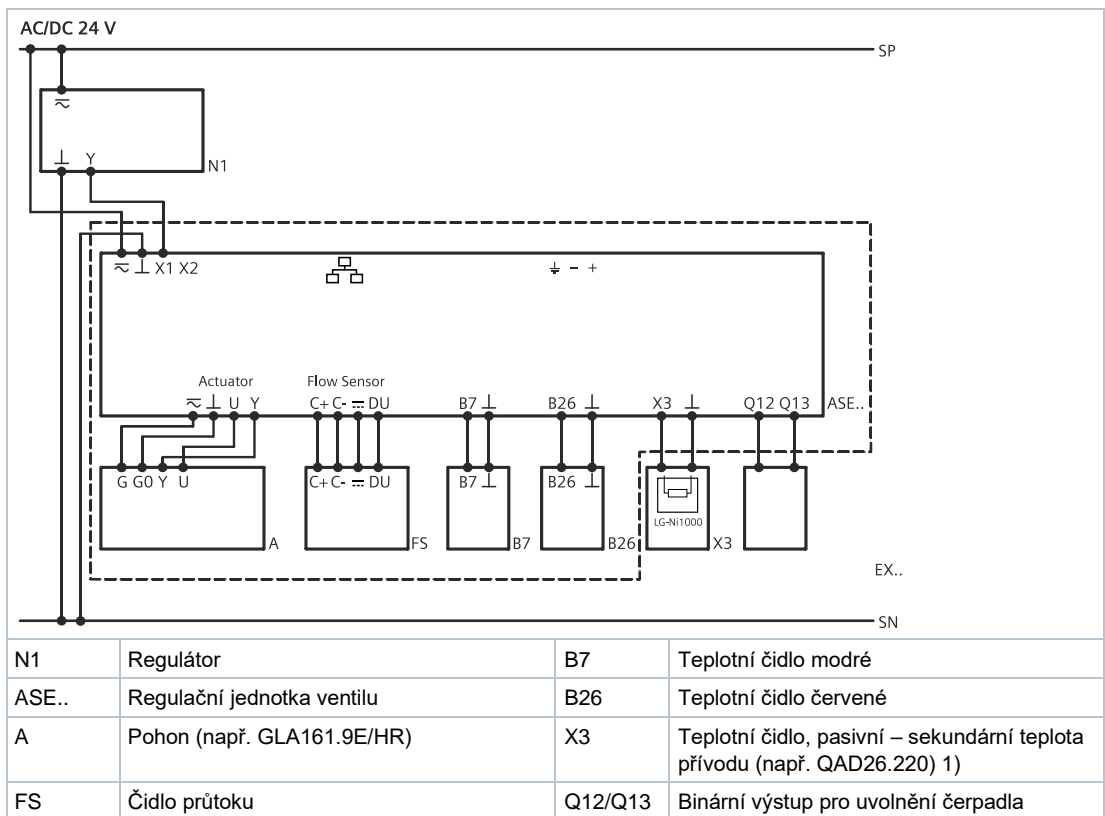 AC/DC 24 V
SP
≂
⊥ Y
N1
≂ ⊥ X1 X2
⏚ - +
Actuator Flow Sensor
≂ ⊥ U Y C+ C- ⎓ DU B7 ⊥ B26 ⊥ X3 ⊥ Q12 Q13 ASE..
G G0 Y U C+ C- ⎓ DU B7 ⊥ B26 ⊥
LG-Ni1000
A FS B7 B26 X3
EX..
SN
N1 Regulátor B7 Teplotní čidlo modré
ASE.. Regulační jednotka ventilu B26 Teplotní čidlo červené
A Pohon (např. GLA161.9E/HR) X3 Teplotní čidlo, pasivní – sekundární teplota
přívodu (např. QAD26.220) 1)
FS Čidlo průtoku Q12/Q13 Binární výstup pro uvolnění čerpadla